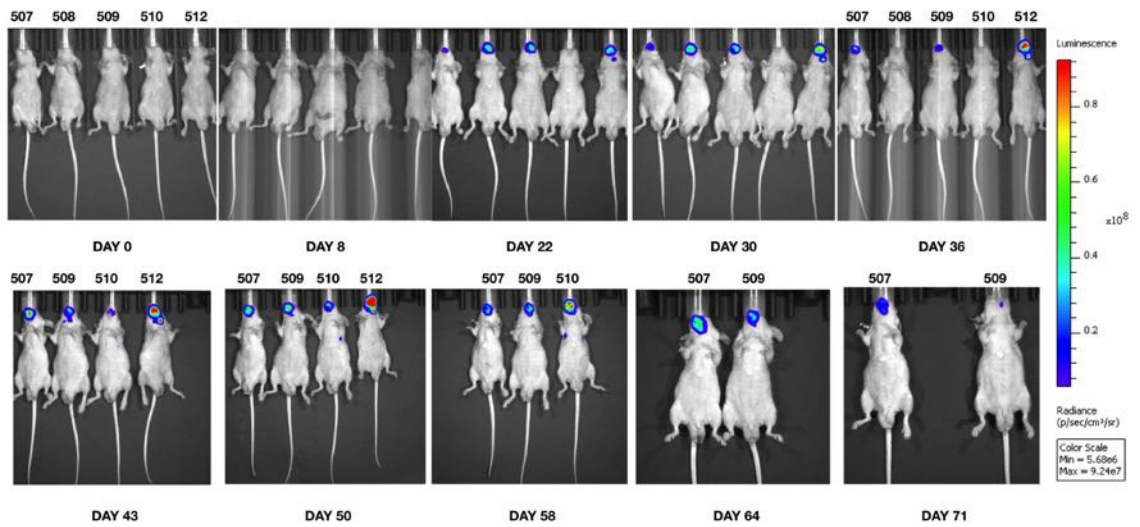 507 508 509 510 512
507 508 509 510 512
Luminescence
0.8
0.6
x10⁸
0.4
0.2
Radiance
(p/sec/cm²/sr)
Color Scale
Min = 5.68e6
Max = 9.24e7
DAY 0 DAY 8 DAY 22 DAY 30 DAY 36
507 509 510 512
507 509 510 512
507 509 510
507 509
507 509
DAY 43 DAY 50 DAY 58 DAY 64 DAY 71